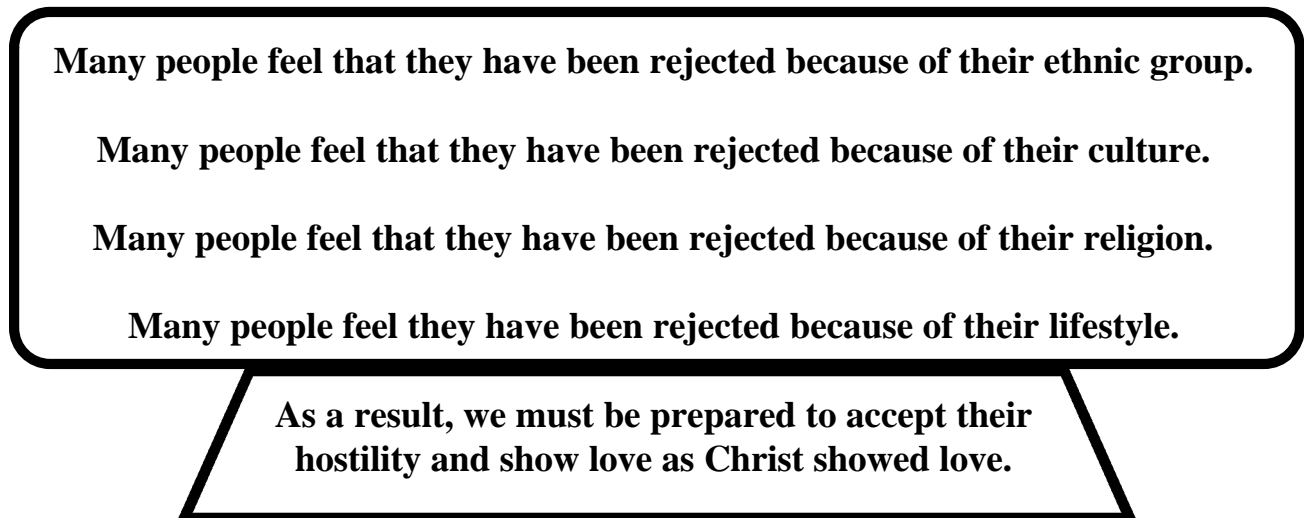 Many people feel that they have been rejected because of their ethnic group.
Many people feel that they have been rejected because of their culture.
Many people feel that they have been rejected because of their religion.
Many people feel they have been rejected because of their lifestyle.
As a result, we must be prepared to accept their
hostility and show love as Christ showed love.